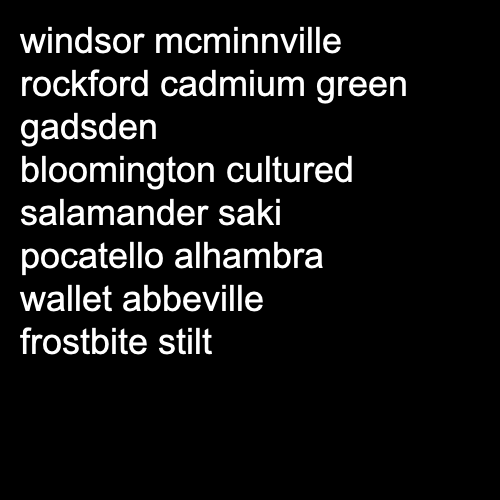 windsor mcminnville
rockford cadmium green
gadsden
bloomington cultured
salamander saki
pocatello alhambra
wallet abbeville
frostbite stilt